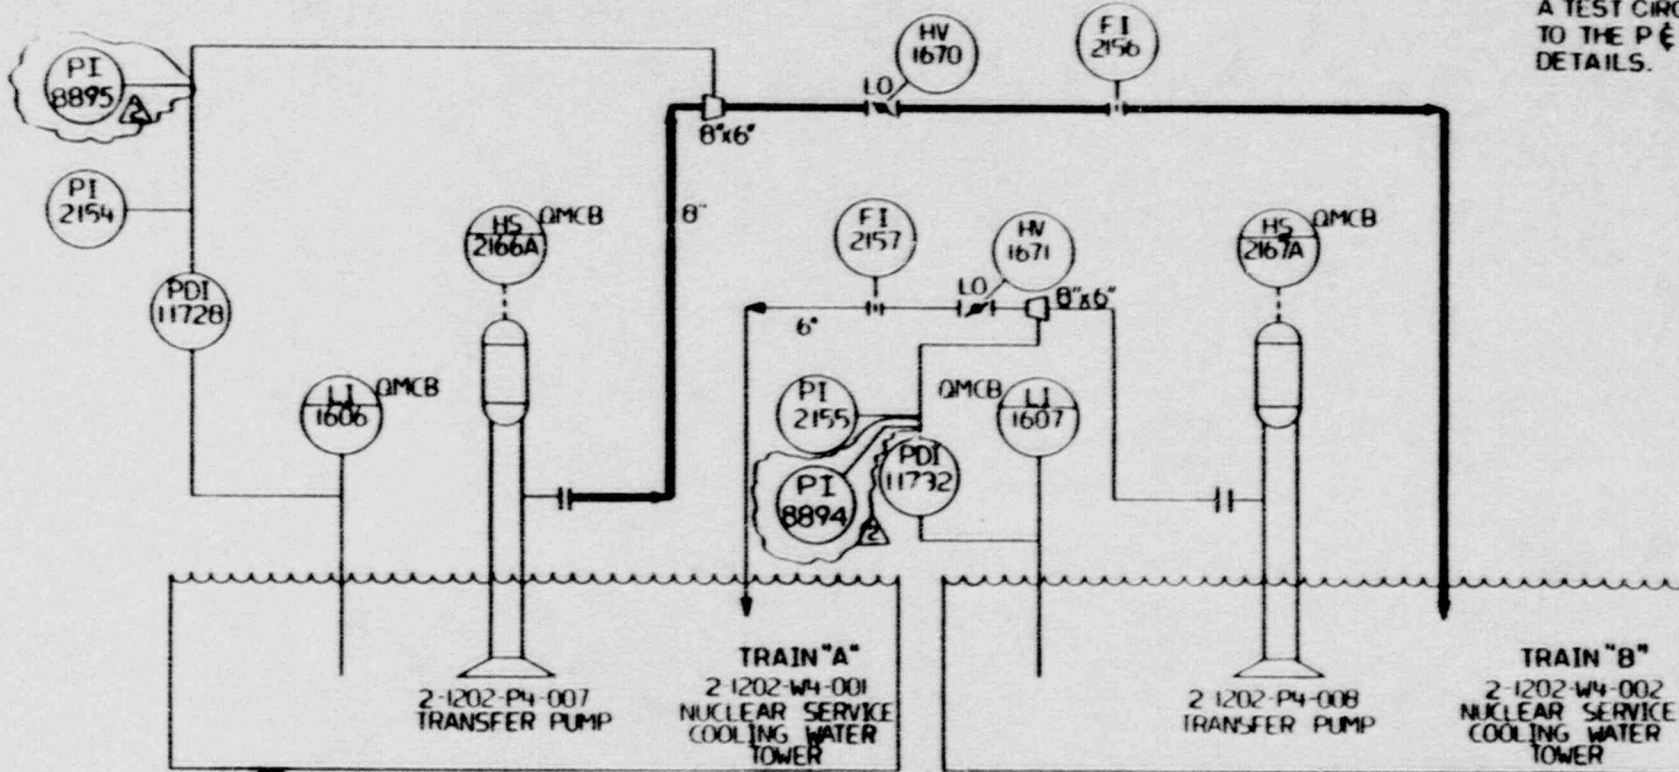 A TEST CIRC
TO THE P &
DETAILS.
HV
1670
FI
2156
PI
8895
2
LO
8"x6"
PI
2154
HS
2166A
QMCB
8"
FI
2157
HV
1671
HS
2167A
QMCB
PDI
11728
LO
8"x6"
6"
LI
1606
QMCB
PI
2155
QMCB
LI
1607
PDI
11732
PI
8894
2
TRAIN "A"
2-1202-W4-001
NUCLEAR SERVICE
COOLING WATER
TOWER
2-1202-P4-007
TRANSFER PUMP
2-1202-P4-008
TRANSFER PUMP
TRAIN "B"
2-1202-W4-002
NUCLEAR SERVICE
COOLING WATER
TOWER